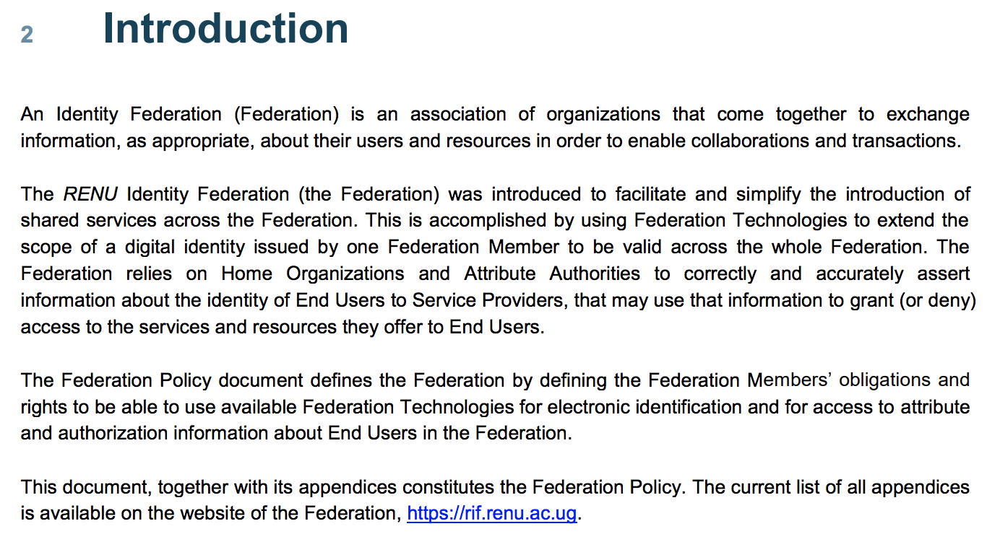 2 Introduction
An Identity Federation (Federation) is an association of organizations that come together to exchange
information, as appropriate, about their users and resources in order to enable collaborations and transactions.
The RENU Identity Federation (the Federation) was introduced to facilitate and simplify the introduction of
shared services across the Federation. This is accomplished by using Federation Technologies to extend the
scope of a digital identity issued by one Federation Member to be valid across the whole Federation. The
Federation relies on Home Organizations and Attribute Authorities to correctly and accurately assert
information about the identity of End Users to Service Providers, that may use that information to grant (or deny)
access to the services and resources they offer to End Users.
The Federation Policy document defines the Federation by defining the Federation Members’ obligations and
rights to be able to use available Federation Technologies for electronic identification and for access to attribute
and authorization information about End Users in the Federation.
This document, together with its appendices constitutes the Federation Policy. The current list of all appendices
is available on the website of the Federation, https://rif.renu.ac.ug.